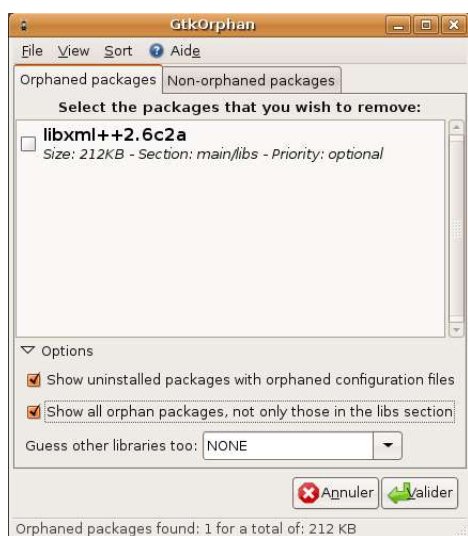 GtkOrphan
File View Sort Aide
Orphaned packages Non-orphaned packages
Select the packages that you wish to remove:
libxml++2.6c2a
Size: 212KB - Section: main/libs - Priority: optional
Options
Show uninstalled packages with orphaned configuration files
Show all orphan packages, not only those in the libs section
Guess other libraries too: NONE
Annuler Valider
Orphaned packages found: 1 for a total of: 212 KB